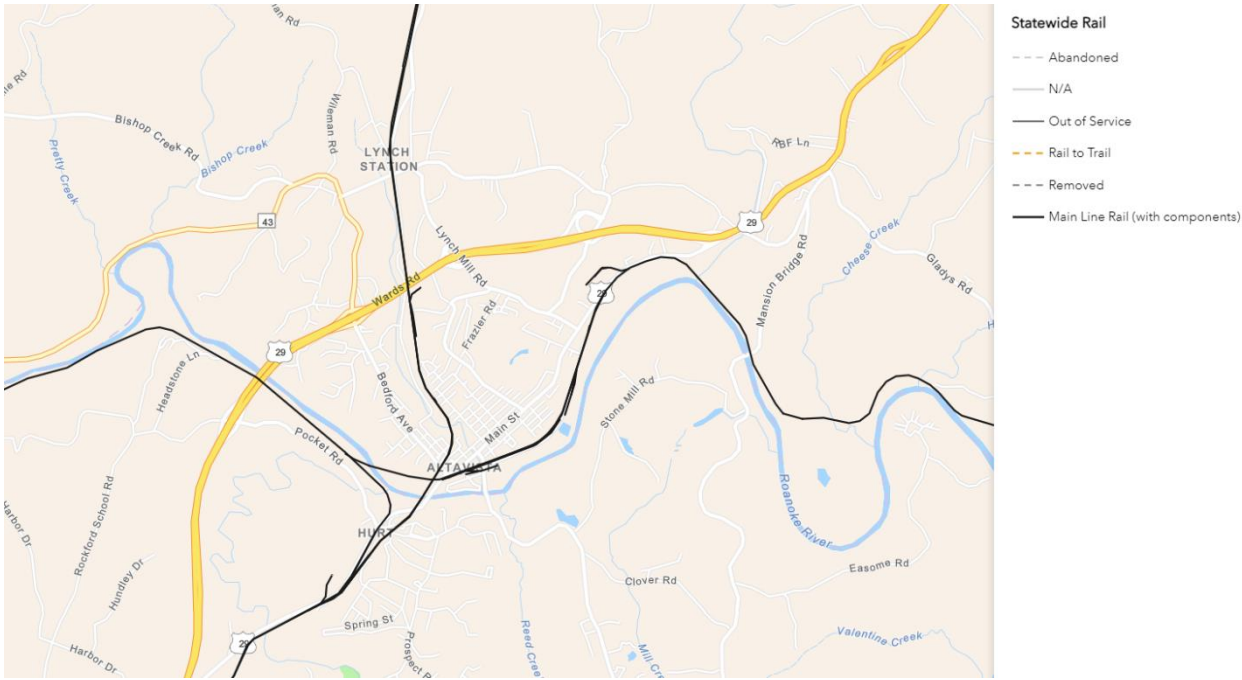 Statewide Rail
Abandoned
N/A
Out of Service
Rail to Trail
Removed
Main Line Rail (with components)
Rd
Bishop Creek Rd
Wileman Rd
Pretty Creek
Bishop Creek
LYNCH
STATION
RBF Ln
43
29
Cheese Creek
Gladys Rd
Mansion Bridge Rd
Lynch Mill Rd
Wards Rd
29
Frazier Rd
29
Headstone Ln
Bedford Ave
Stone Mill Rd
Main St
Pocket Rd
ALTAVISTA
Roanoke River
Rockford School Rd
Harbor Dr
HURT
Hundley Dr
Clover Rd
Easome Rd
Spring St
29
Reed Creek
Mill Cre
Valentine Creek
Prospect R
Harbor Dr